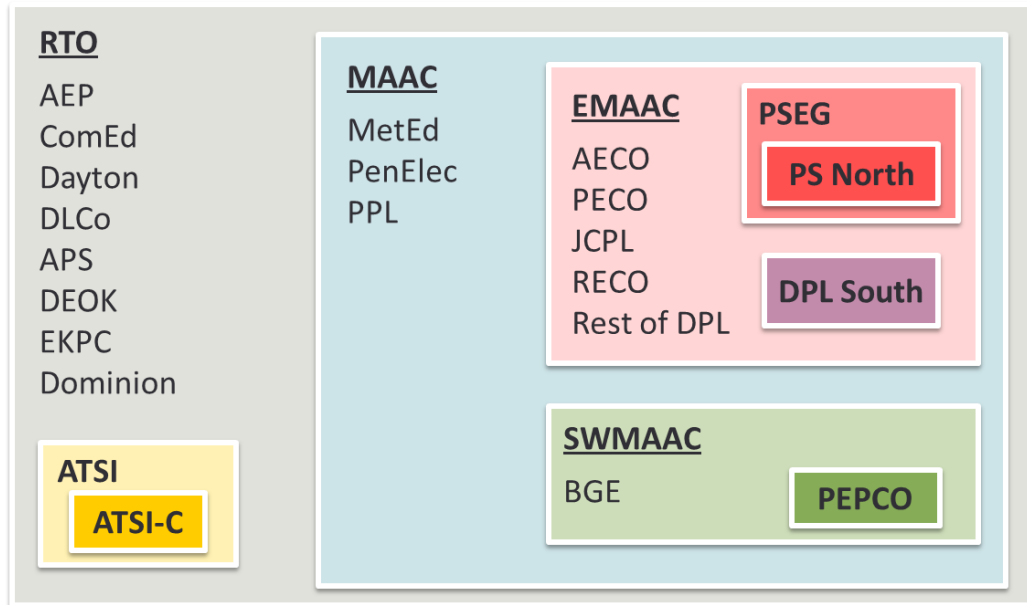 RTO
AEP
ComEd
Dayton
DLCo
APS
DEOK
EKPC
Dominion
ATSI
ATSI-C
MAAC
MetEd
PenElec
PPL
EMAAC
AECO
PECO
JCPL
RECO
Rest of DPL
PSEG
PS North
DPL South
SWMAAC
BGE
PEPCO